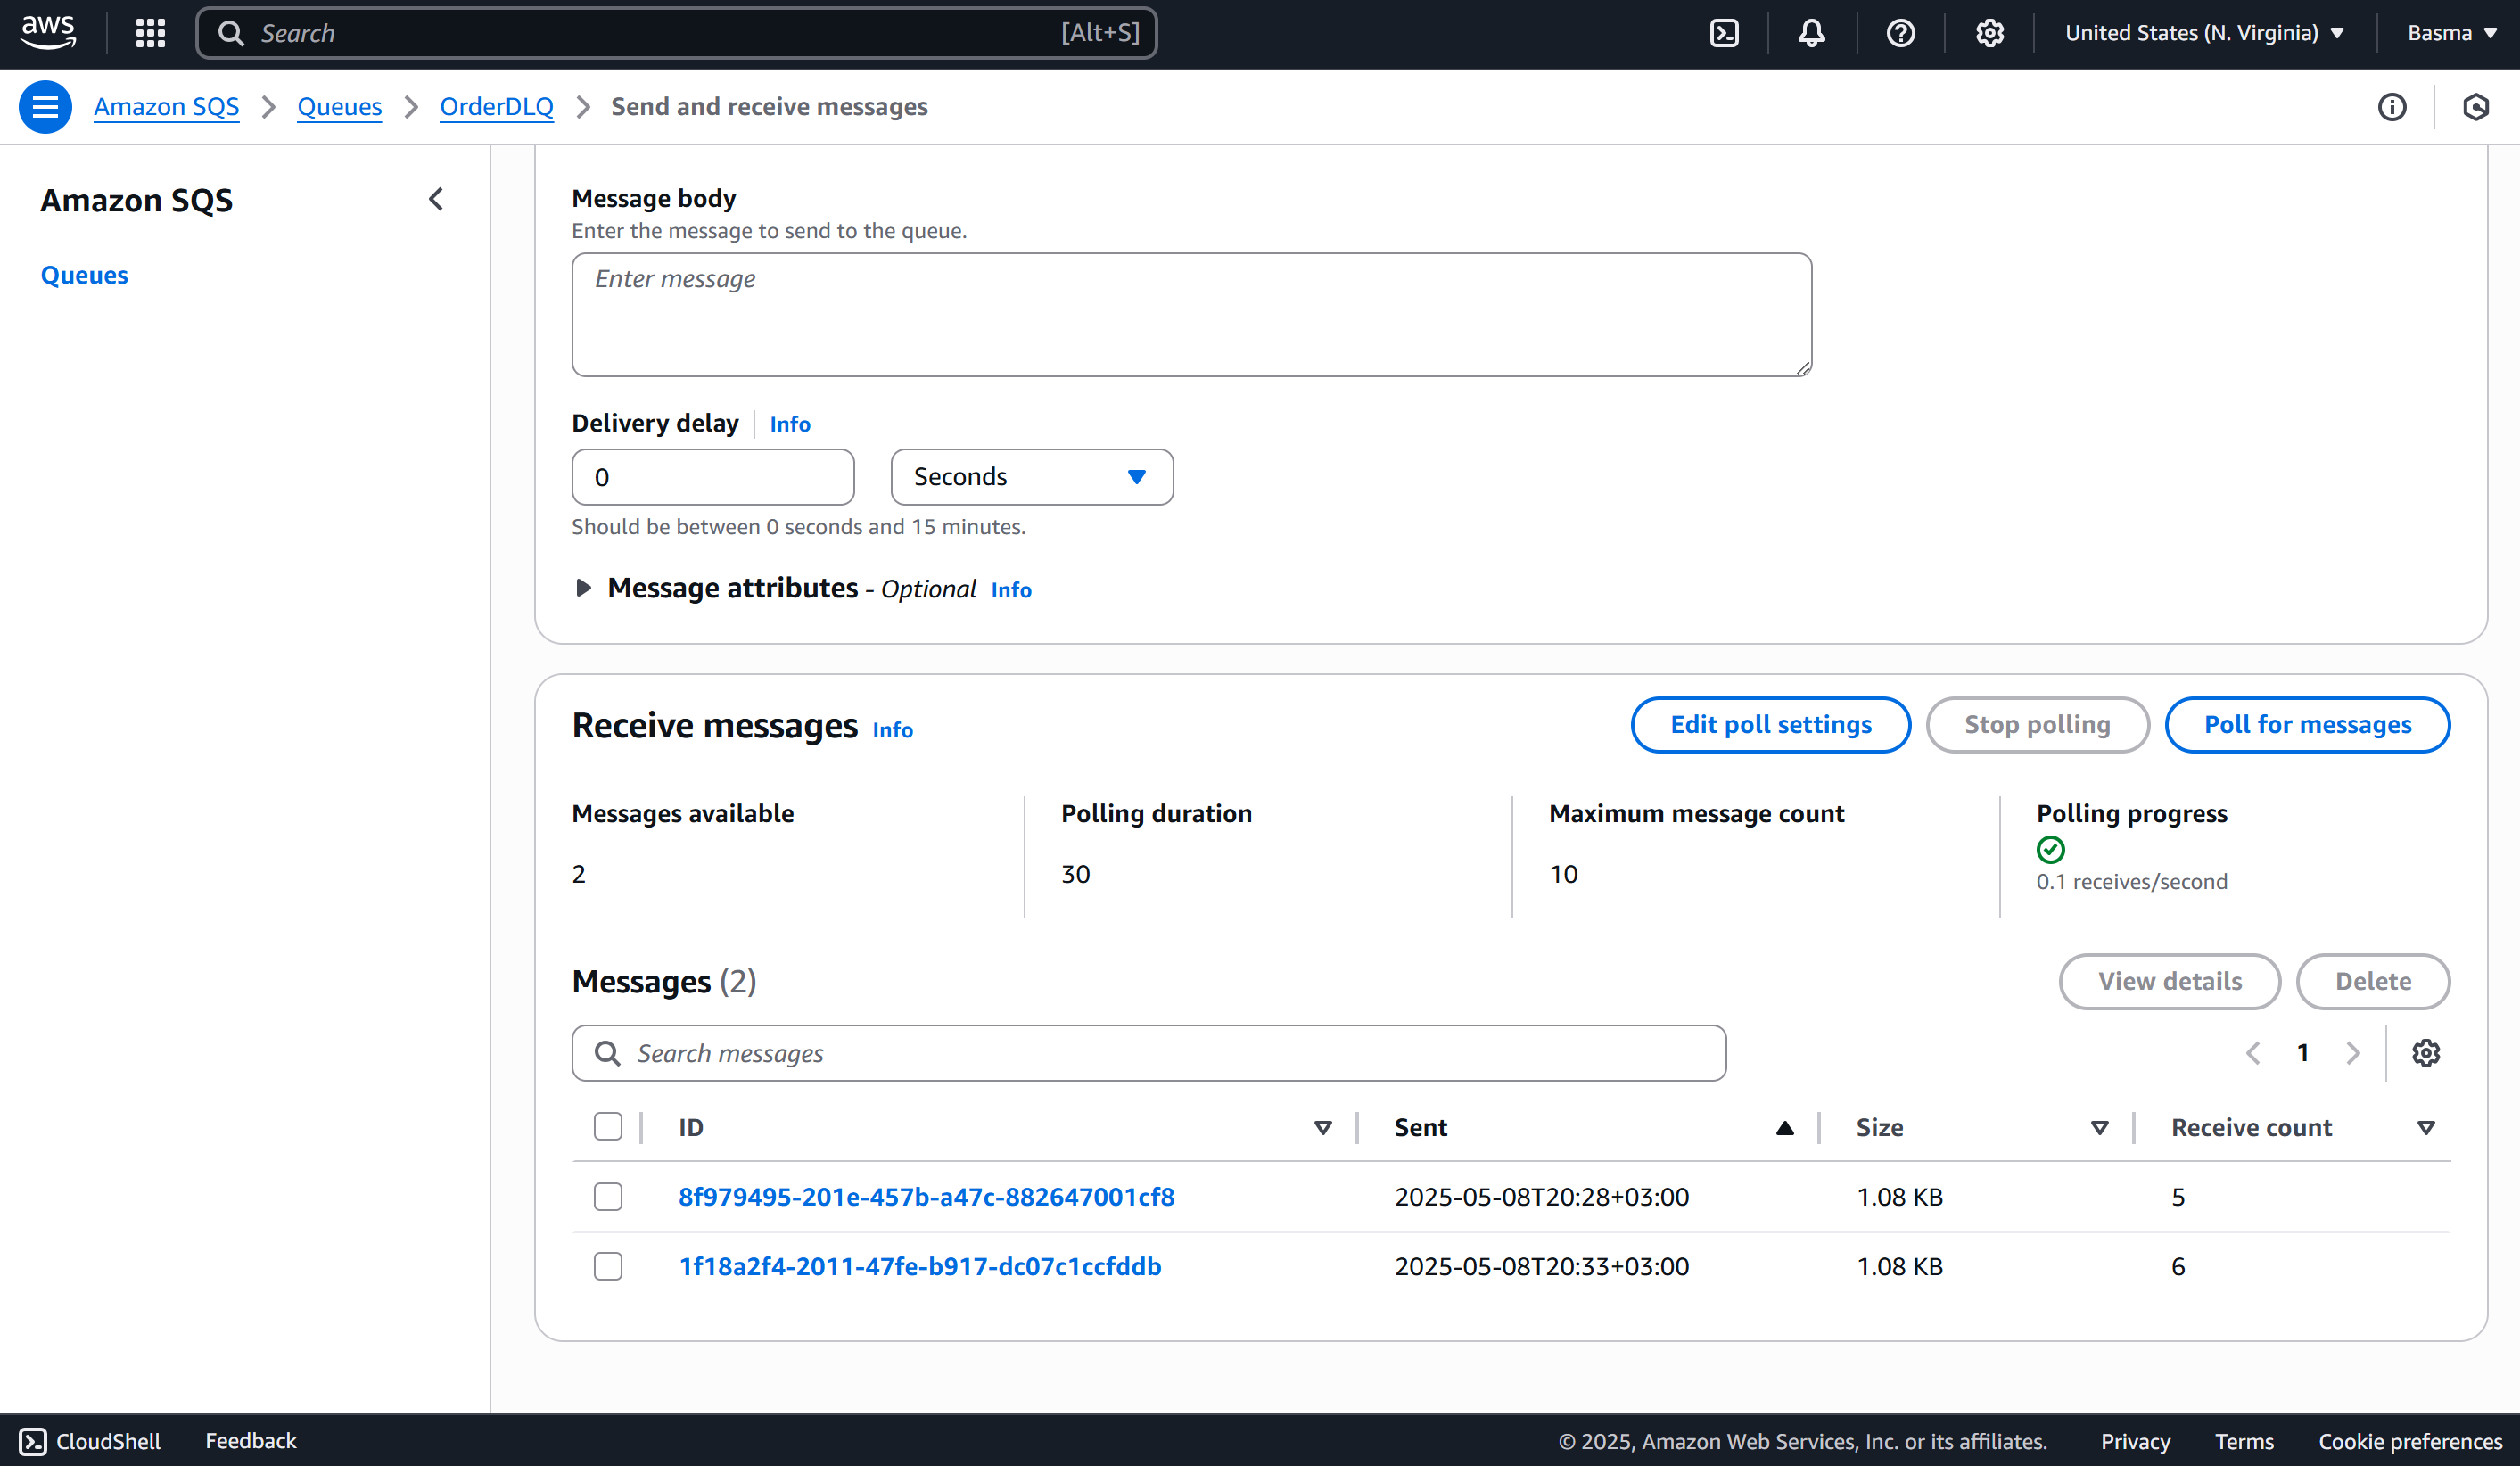 aws Search [Alt+S] United States (N. Virginia) Basma
Amazon SQS Queues OrderDLQ Send and receive messages
Amazon SQS
Queues
Message body
Enter the message to send to the queue.
Enter message
Delivery delay Info
0 Seconds
Should be between 0 seconds and 15 minutes.
Message attributes - Optional Info
Receive messages Info Edit poll settings Stop polling Poll for messages
Messages available Polling duration Maximum message count Polling progress
2 30 10 0.1 receives/second
Messages (2) View details Delete
Search messages 1
ID Sent Size Receive count
8f979495-201e-457b-a47c-882647001cf8 2025-05-08T20:28+03:00 1.08 KB 5
1f18a2f4-2011-47fe-b917-dc07c1ccfddb 2025-05-08T20:33+03:00 1.08 KB 6
CloudShell Feedback © 2025, Amazon Web Services, Inc. or its affiliates. Privacy Terms Cookie preferences